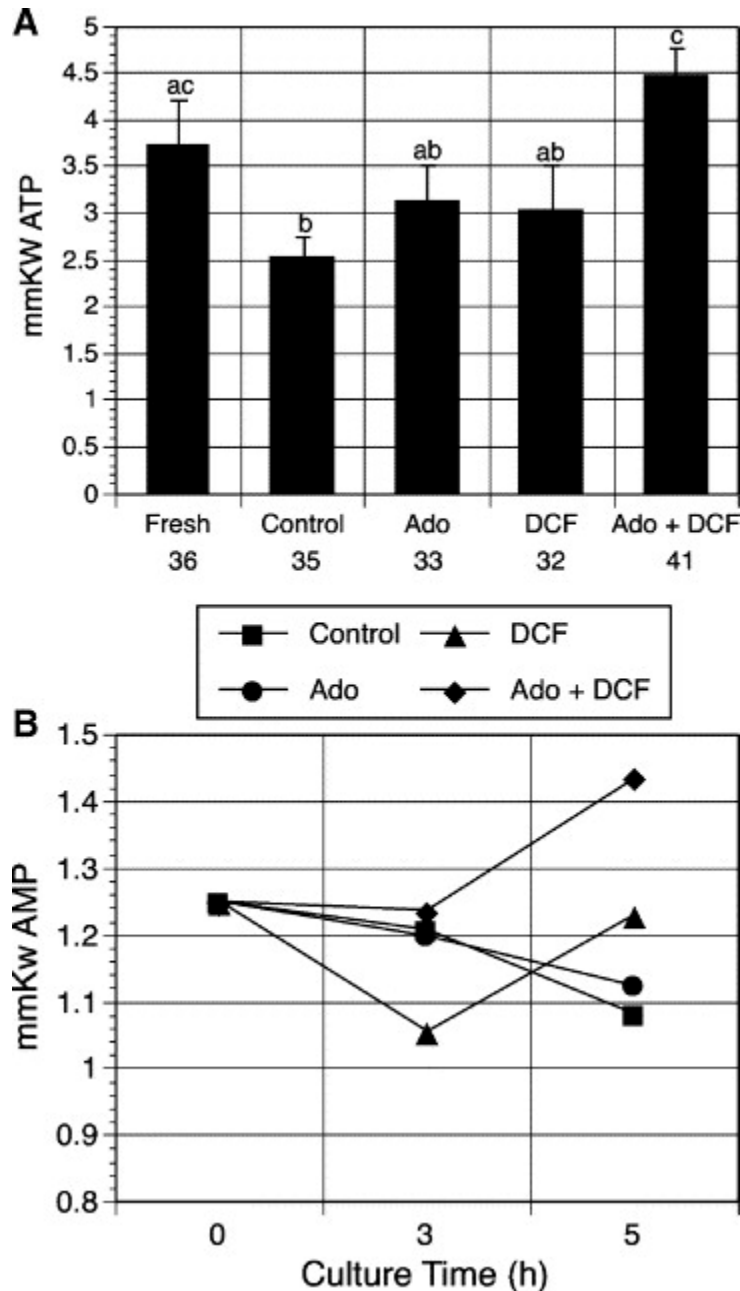 A
5
4.5
4
3.5
3
2.5
2
1.5
1
0.5
0
mmKW ATP
ac
b
ab
ab
c
Fresh Control Ado DCF Ado + DCF
36 35 33 32 41
Control DCF
Ado Ado + DCF
B
1.5
1.4
1.3
1.2
1.1
1
0.9
0.8
mmKw AMP
0 3 5
Culture Time (h)